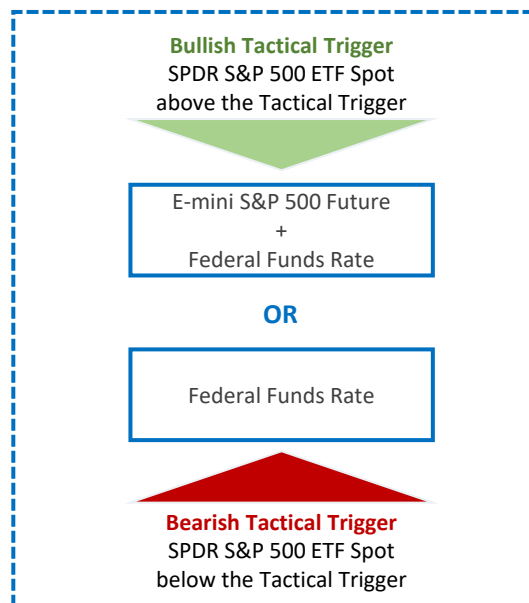 Bullish Tactical Trigger
SPDR S&P 500 ETF Spot
above the Tactical Trigger
E-mini S&P 500 Future
+
Federal Funds Rate
OR
Federal Funds Rate
Bearish Tactical Trigger
SPDR S&P 500 ETF Spot
below the Tactical Trigger